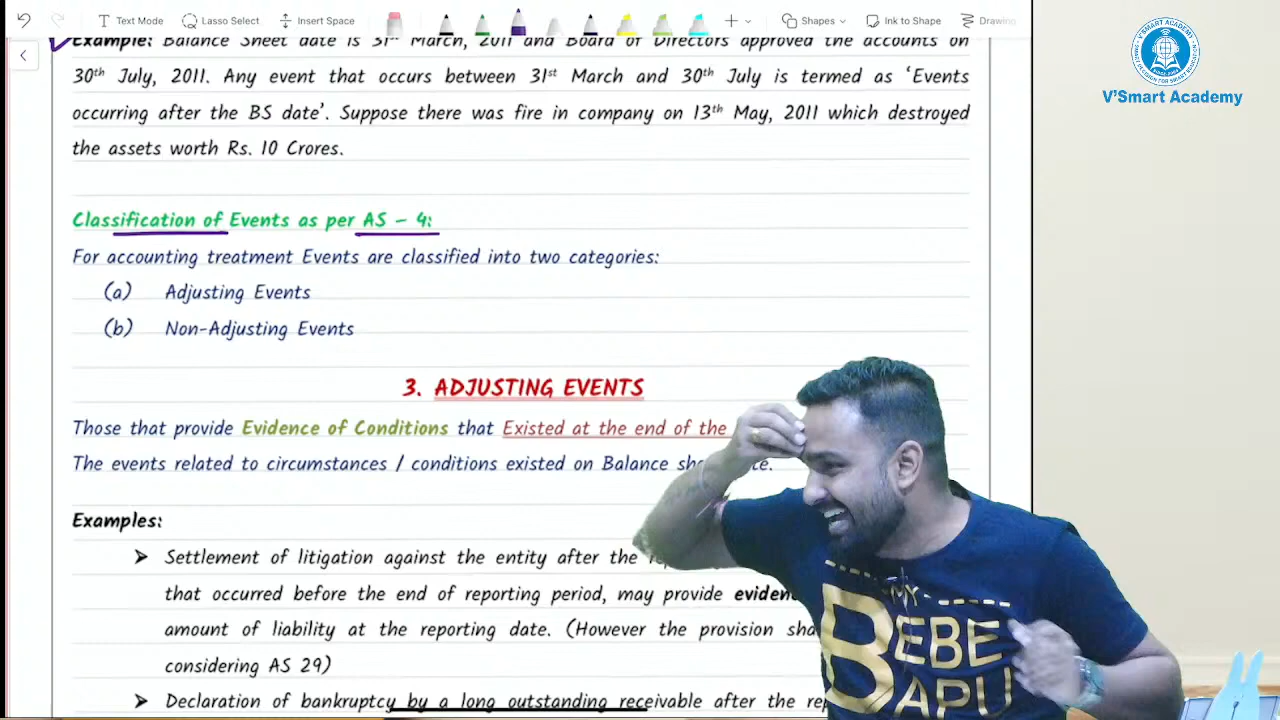 Text Mode
Lasso Select
Insert Space
Shapes
Ink to Shape
Drawing
V'SMART ACADEMY
V'Smart Academy
Example: Balance Sheet date is 31st March, 2011 and Board of Directors approved the accounts on
30th July, 2011. Any event that occurs between 31st March and 30th July is termed as 'Events
occurring after the BS date'. Suppose there was fire in company on 13th May, 2011 which destroyed
the assets worth Rs. 10 Crores.
Classification of Events as per AS – 4:
For accounting treatment Events are classified into two categories:
(a) Adjusting Events
(b) Non-Adjusting Events
3. ADJUSTING EVENTS
Those that provide Evidence of Conditions that Existed at the end of the
The events related to circumstances / conditions existed on Balance
Examples:
Settlement of litigation against the entity after the
that occurred before the end of reporting period, may provide
amount of liability at the reporting date. (However the provision
considering AS 29)
Declaration of bankruptcy by a long outstanding receivable after the
MY
BEBE
BAPU